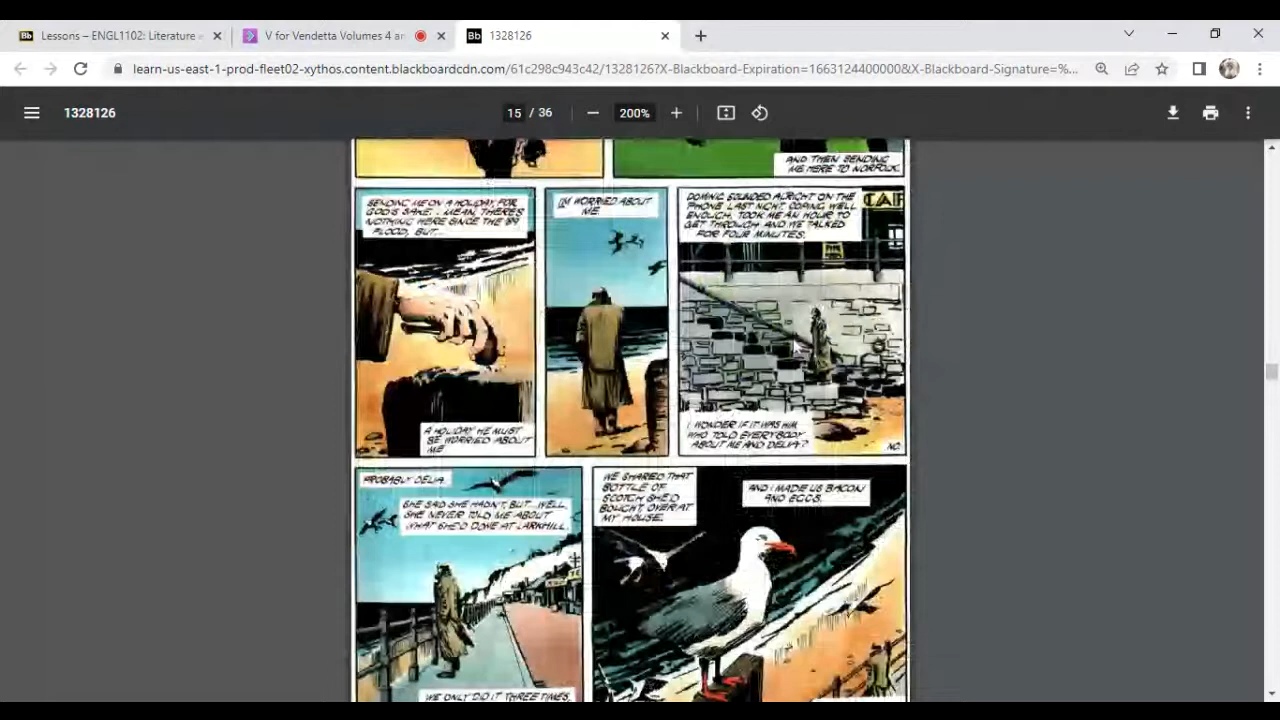 Lessons – ENGL1102: Literature
V for Vendetta Volumes 4 a
1328126
learn-us-east-1-prod-fleet02-xythos.content.blackboardcdn.com/61c298c943c42/1328126?X-Blackboard-Expiration=1663124400000&X-Blackboard-Signature=%...
1328126
15 / 36
200%
AND THEN SENDING
ME HERE TO NORFOLK.
SENDING ME ON A HOLIDAY, FOR
GOD'S SAKE. I MEAN, THERE'S
NOTHING HERE SINCE THE '89
FLOOD, BUT...
A HOLIDAY. HE MUST
BE WORRIED ABOUT
ME
I'M WORRIED ABOUT
ME.
DOMINIC SOUNDED ALRIGHT ON THE
PHONE LAST NIGHT. COPING WELL
ENOUGH. TOOK ME AN HOUR TO
GET THROUGH AND WE TALKED
FOR FOUR MINUTES.
CAF
I WONDER IF IT WAS HIM
WHO TOLD EVERYBODY
ABOUT ME AND DELIA?
NO.
PROBABLY DELIA.
SHE SAID SHE HADN'T, BUT... WELL,
SHE NEVER TOLD ME ABOUT
WHAT SHE'D DONE AT LARKHILL.
WE ONLY DID IT THREE TIMES,
WE SHARED THAT
BOTTLE OF
SCOTCH SHE'D
BOUGHT, OVER AT
MY HOUSE.
AND I MADE US BACON
AND EGGS.